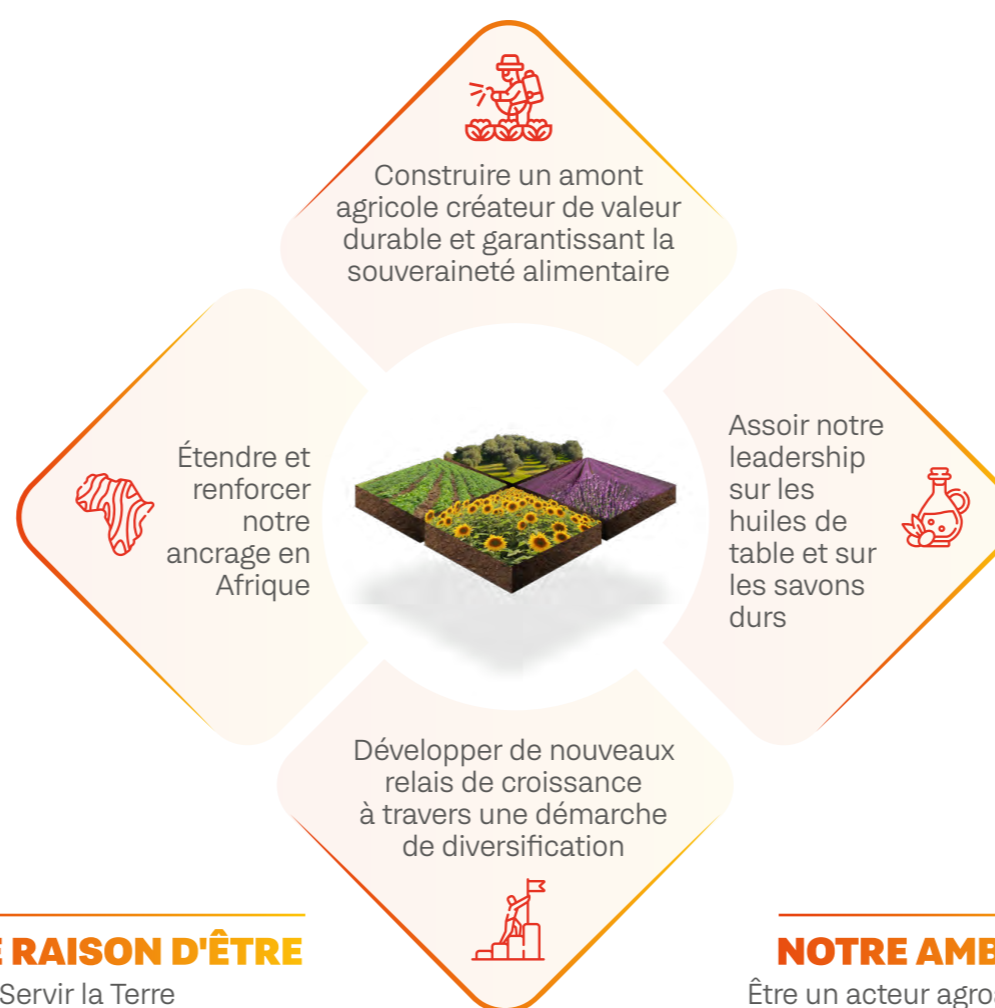 Construire un amont
agricole créateur de valeur
durable et garantissant la
souveraineté alimentaire
Étendre et
renforcer
notre
ancrage en
Afrique
Assoir notre
leadership
sur les
huiles de
table et sur
les savons
durs
Développer de nouveaux
relais de croissance
à travers une démarche
de diversification
RAISON D'ÊTRE
Servir la Terre
NOTRE
Être un acteur